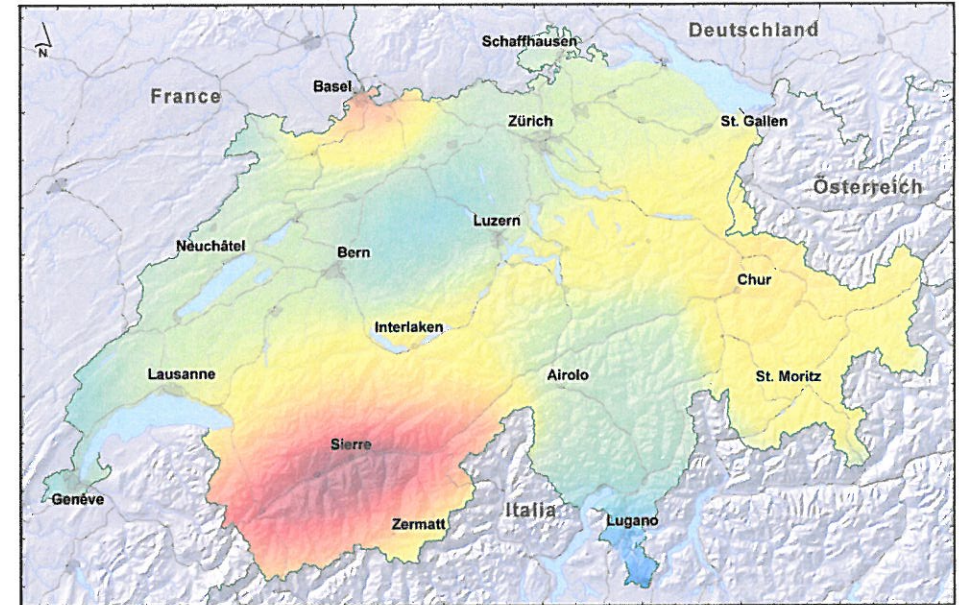 Schaffhausen
Deutschland
N
Basel
France
Zürich
St. Gallen
Österreich
Luzern
Neuchâtel
Bern
Chur
Interlaken
Lausanne
Airolo
St. Moritz
Sierre
Genève
Italia
Lugano
Zermatt